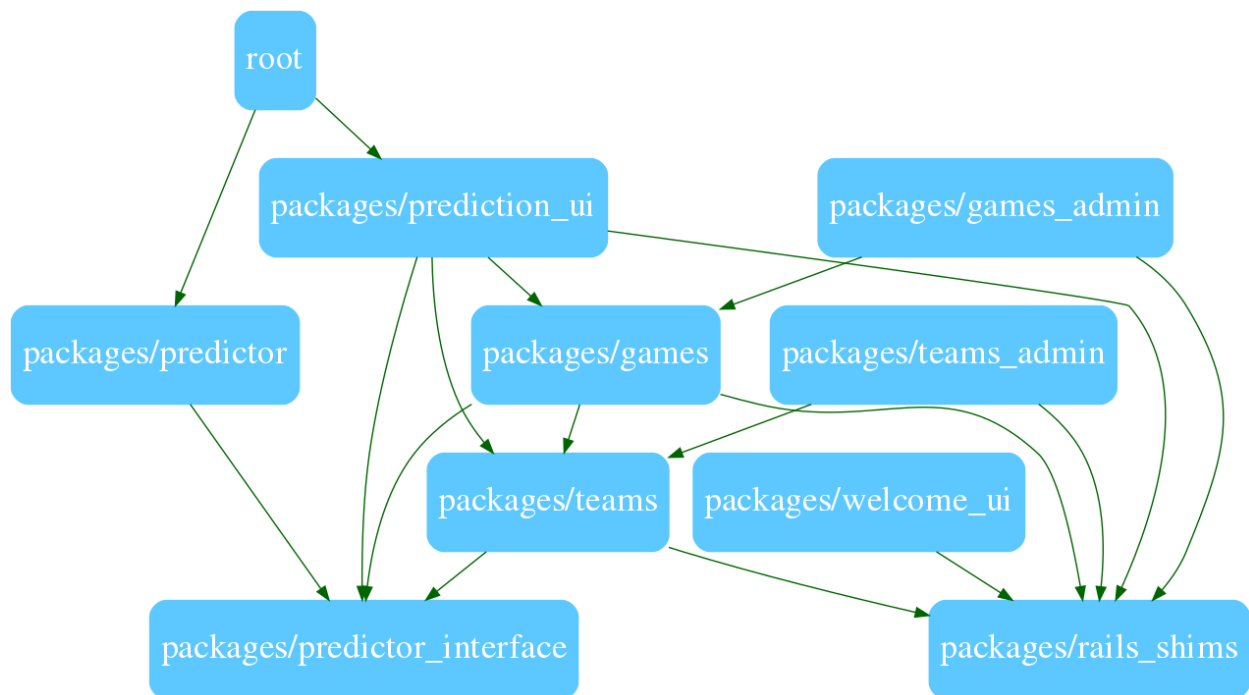 root
packages/prediction_ui
packages/games_admin
packages/predictor
packages/games
packages/teams_admin
packages/teams
packages/welcome_ui
packages/predictor_interface
packages/rails_shims